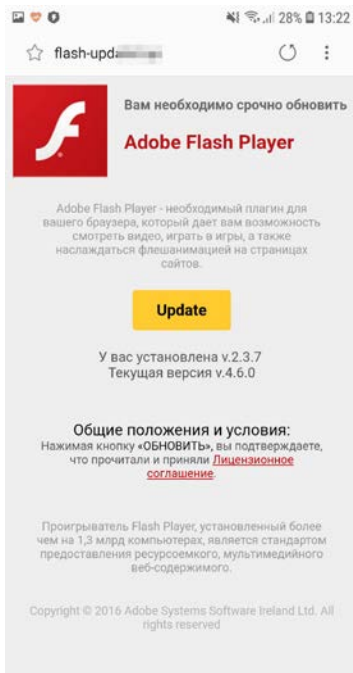 28% 13:22
flash-upd
Вам необходимо срочно обновить
Adobe Flash Player
Adobe Flash Player - необходимый плагин для
вашего браузера, который дает вам возможность
смотреть видео, играть в игры, а также
наслаждаться флешанимацией на страницах
сайтов.
Update
У вас установлена v.2.3.7
Текущая версия v.4.6.0
Общие положения и условия:
Нажимая кнопку «ОБНОВИТЬ», вы подтверждаете,
что прочитали и приняли Лицензионное
соглашение.
Проигрыватель Flash Player, установленный более
чем на 1,3 млрд компьютерах, является стандартом
предоставления ресурсоемкого, мультимедийного
веб-содержимого.
Copyright © 2016 Adobe Systems Software Ireland Ltd. All
rights reserved